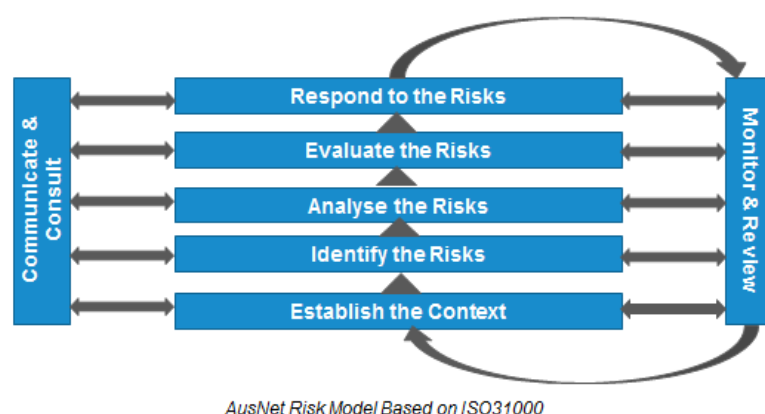 Respond to the Risks
Evaluate the Risks
Analyse the Risks
Identify the Risks
Establish the Context
Communicate &
Consult
Monitor & Review
AusNet Risk Model Based on ISO31000